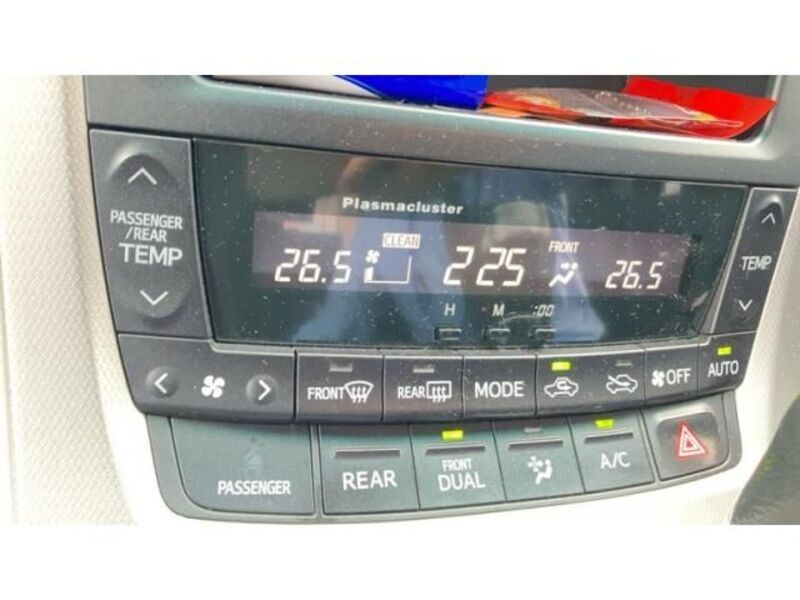 PASSENGER
/REAR
TEMP
Plasmacluster
CLEAN
26.5
2 25
FRONT
26.5
TEMP
H M :00
FRONT
REAR
MODE
OFF
AUTO
PASSENGER
REAR
FRONT
DUAL
A/C